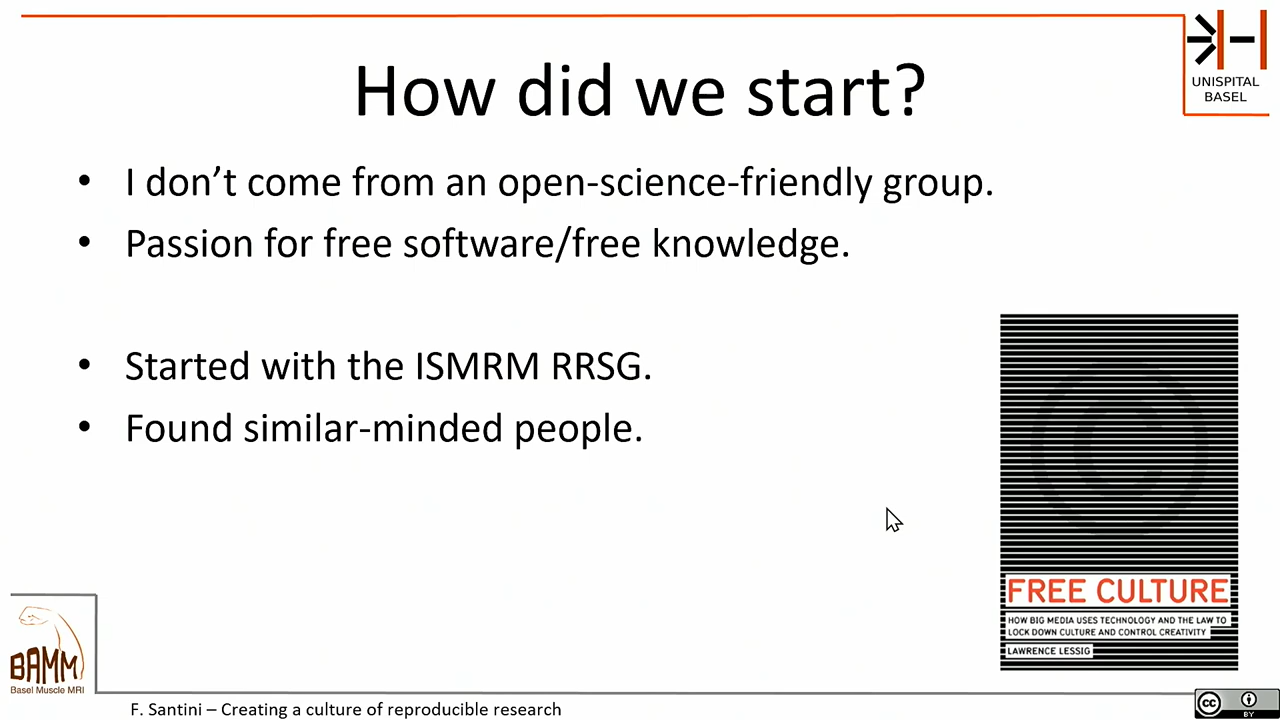 UNISPITAL
BASEL
How did we start?
• I don’t come from an open-science-friendly group.
• Passion for free software/free knowledge.
• Started with the ISMRM RRSG.
• Found similar-minded people.
FREE CULTURE
HOW BIG MEDIA USES TECHNOLOGY AND THE LAW TO
LOCK DOWN CULTURE AND CONTROL CREATIVITY
LAWRENCE LESSIG
BAMM
Basel Muscle MRI
F. Santini – Creating a culture of reproducible research
cc
BY